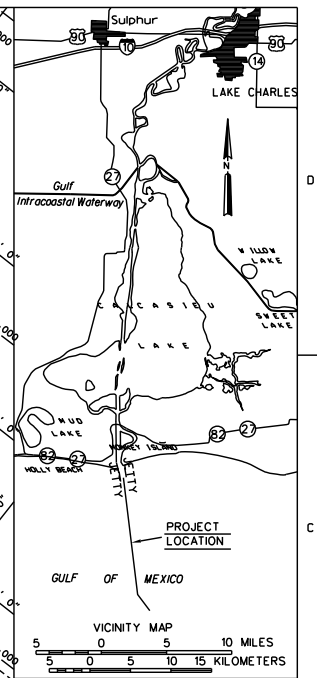 Sulphur
90
10
90
LAKE CHARLES
14
N
D
27
Gulf
Intracoastal Waterway
WILLOW
LAKE
SWEET
LAKE
CALCASIEU
LAKE
MUD
LAKE
MONKEY ISLAND
82
27
82
27
HOLLY BEACH
JETTY
JETTY
C
PROJECT
LOCATION
GULF OF MEXICO
VICINITY MAP
5 0 5 10 MILES
5 0 5 10 15 KILOMETERS